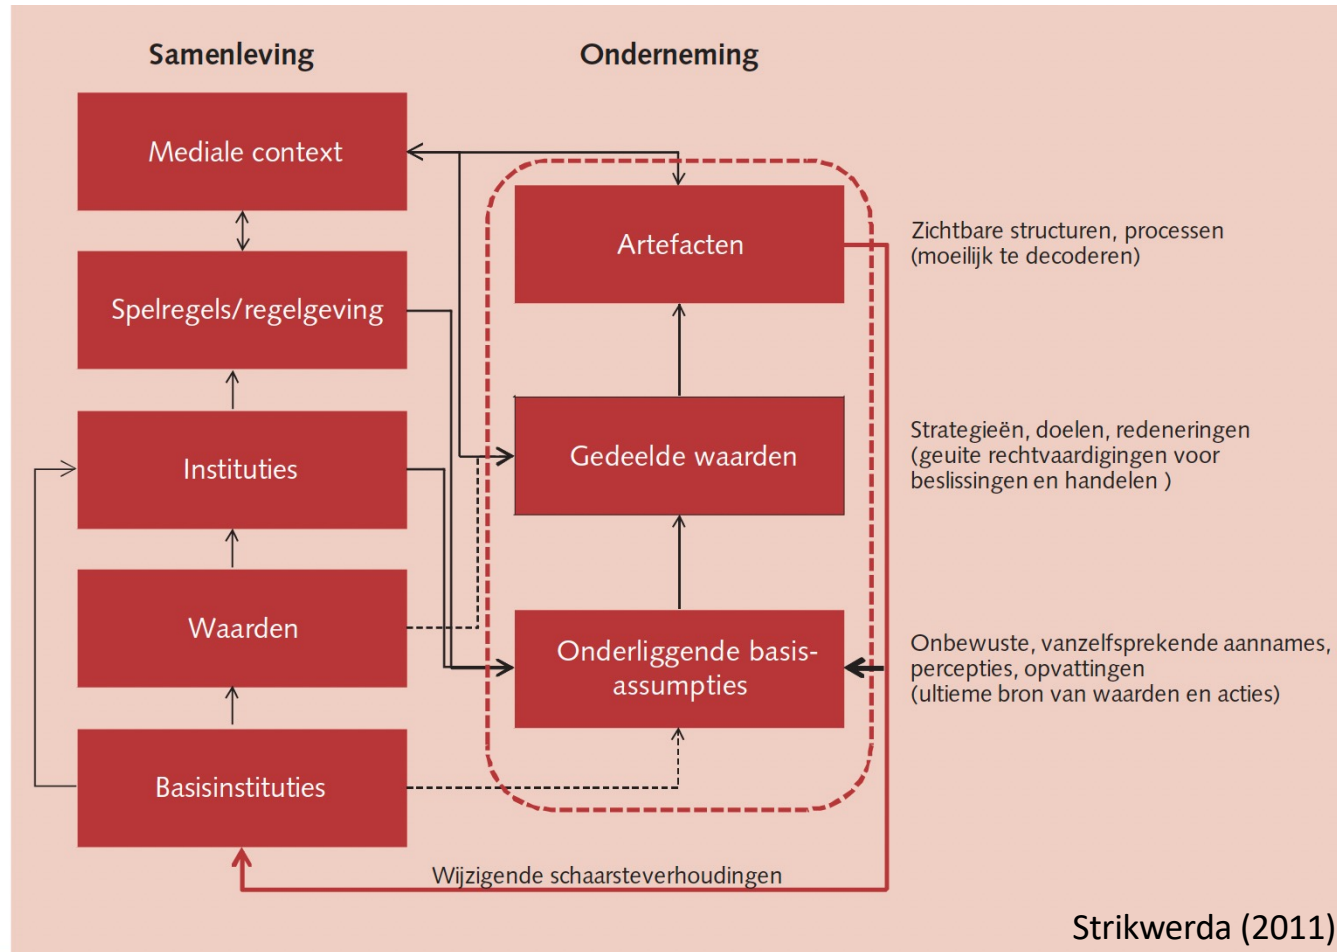 Samenleving
Onderneming
Mediale context
Spelregels/regelgeving
Instituties
Waarden
Basisinstituties
Artefacten
Gedeelde waarden
Onderliggende basis-
assumpties
Zichtbare structuren, processen
(moeilijk te decoderen)
Strategieën, doelen, redeneringen
(geuite rechtvaardigingen voor
beslissingen en handelen )
Onbewuste, vanzelfsprekende aannames,
percepties, opvattingen
(ultieme bron van waarden en acties)
Wijzigende schaarsteverhoudingen
Strikwerda (2011)